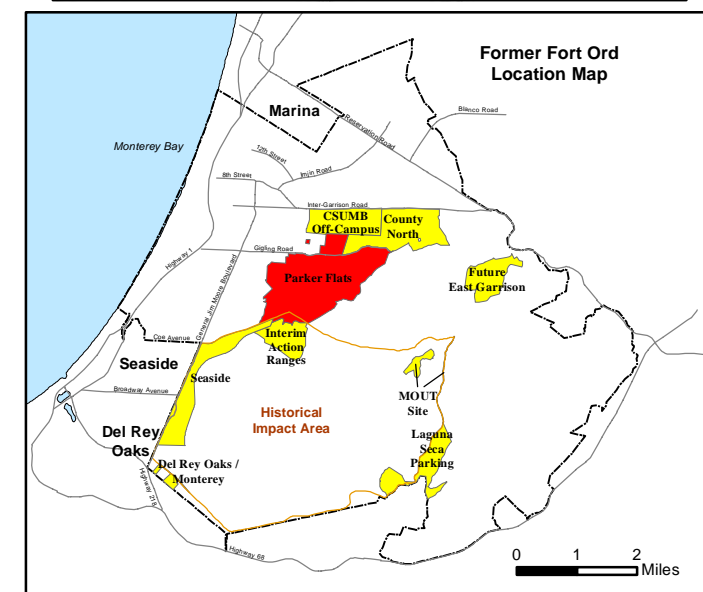 Former Fort Ord
Location Map
Marina
Blanco Road
Reservation Road
Monterey Bay
12th Street
Imjin Road
8th Street
Inter-Garrison Road
CSUMB
Off-Campus
County
North
Gigling Road
Highway 1
General Jim Moore Boulevard
Parker Flats
Future
East Garrison
Coe Avenue
Interim
Action
Ranges
Seaside
Seaside
Broadway Avenue
MOUT
Site
Historical
Impact Area
Del Rey
Oaks
Laguna
Seca
Parking
Del Rey Oaks /
Monterey
Highway 218
Highway 68
0 1 2
Miles